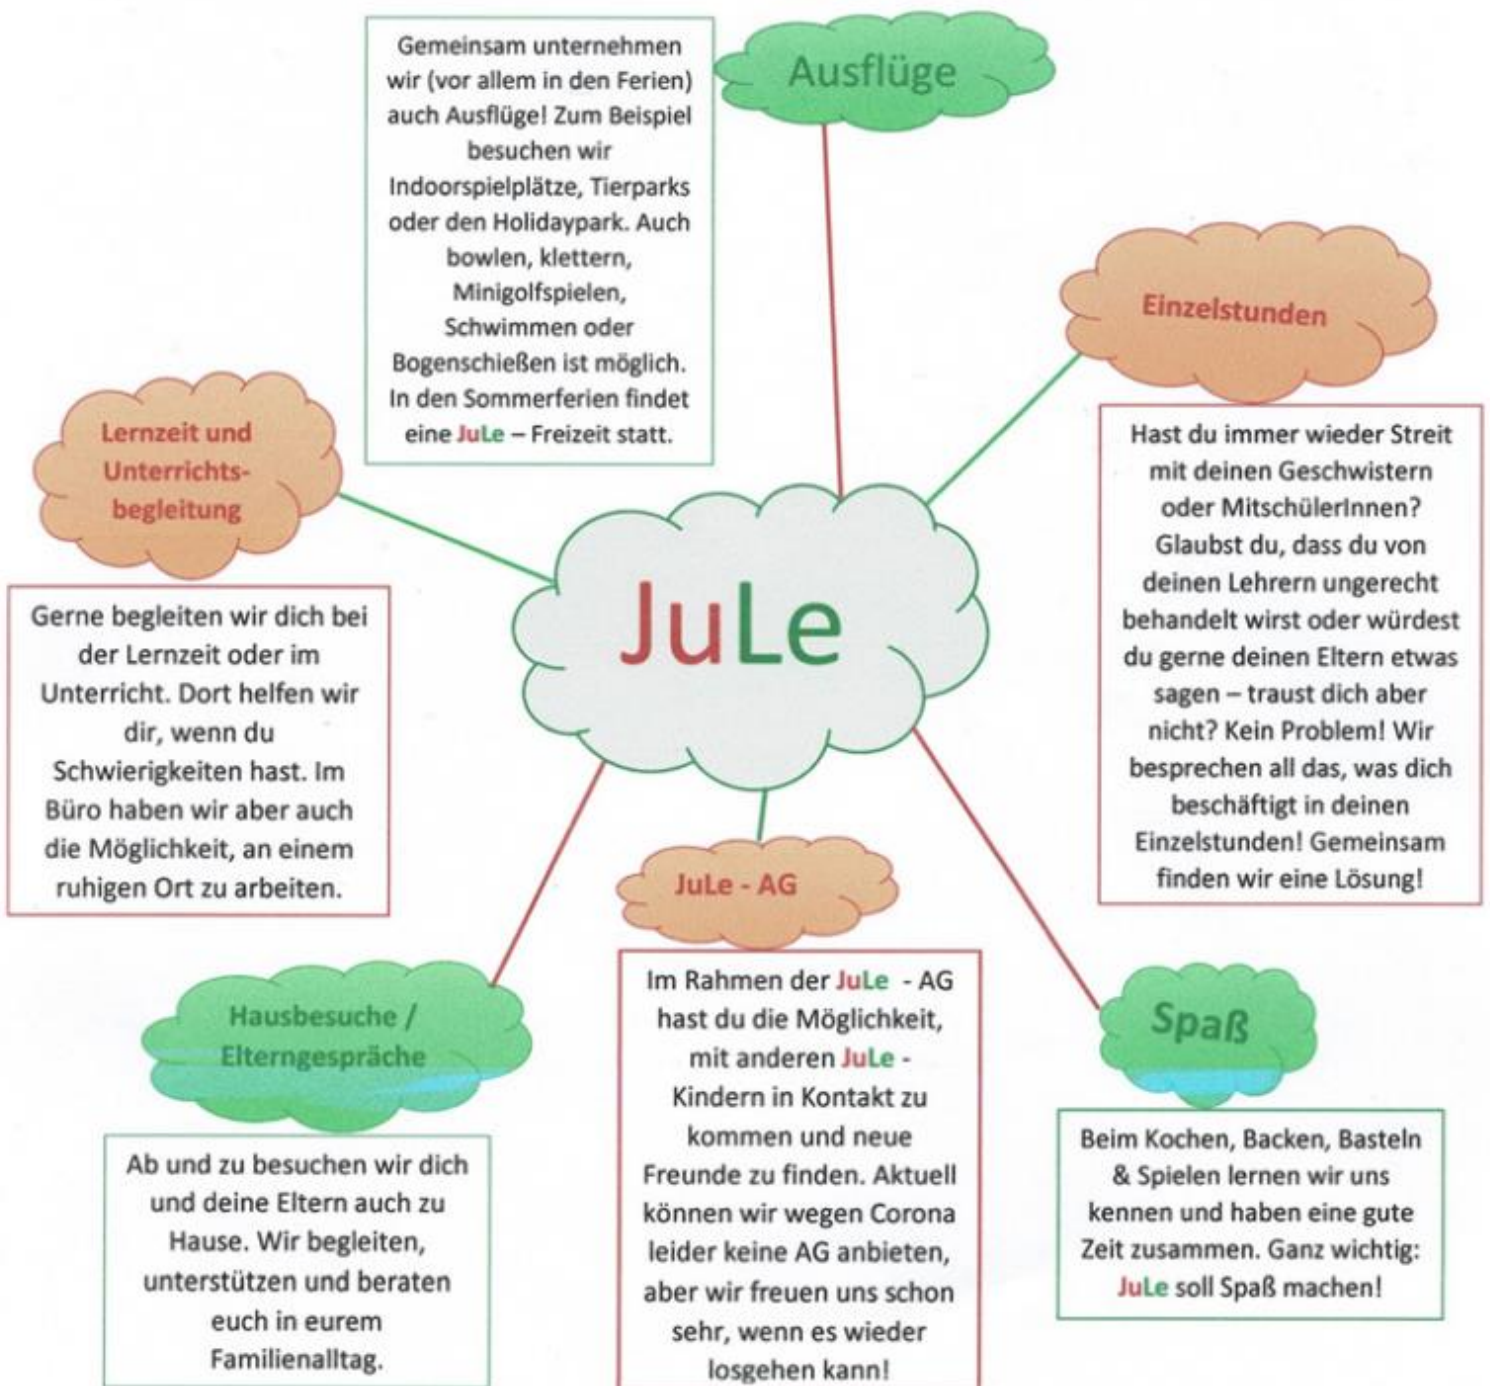 Ausflüge
Gemeinsam unternehmen
wir (vor allem in den Ferien)
auch Ausflüge! Zum Beispiel
besuchen wir
Indoorspielplätze, Tierparks
oder den Holidaypark. Auch
bowlen, klettern,
Minigolfspielen,
Schwimmen oder
Bogenschießen ist möglich.
In den Sommerferien findet
eine JuLe – Freizeit statt.
Einzelstunden
Hast du immer wieder Streit
mit deinen Geschwistern
oder MitschülerInnen?
Glaubst du, dass du von
deinen Lehrern ungerecht
behandelt wirst oder würdest
du gerne deinen Eltern etwas
sagen – traust dich aber
nicht? Kein Problem! Wir
besprechen all das, was dich
beschäftigt in deinen
Einzelstunden! Gemeinsam
finden wir eine Lösung!
Lernzeit und
Unterrichts-
begleitung
Gerne begleiten wir dich bei
der Lernzeit oder im
Unterricht. Dort helfen wir
dir, wenn du
Schwierigkeiten hast. Im
Büro haben wir aber auch
die Möglichkeit, an einem
ruhigen Ort zu arbeiten.
JuLe
Hausbesuche /
Elterngespräche
Ab und zu besuchen wir dich
und deine Eltern auch zu
Hause. Wir begleiten,
unterstützen und beraten
euch in eurem
Familienalltag.
JuLe - AG
Im Rahmen der JuLe - AG
hast du die Möglichkeit,
mit anderen JuLe -
Kindern in Kontakt zu
kommen und neue
Freunde zu finden. Aktuell
können wir wegen Corona
leider keine AG anbieten,
aber wir freuen uns schon
sehr, wenn es wieder
losgehen kann!
Spaß
Beim Kochen, Backen, Basteln
& Spielen lernen wir uns
kennen und haben eine gute
Zeit zusammen. Ganz wichtig:
JuLe soll Spaß machen!